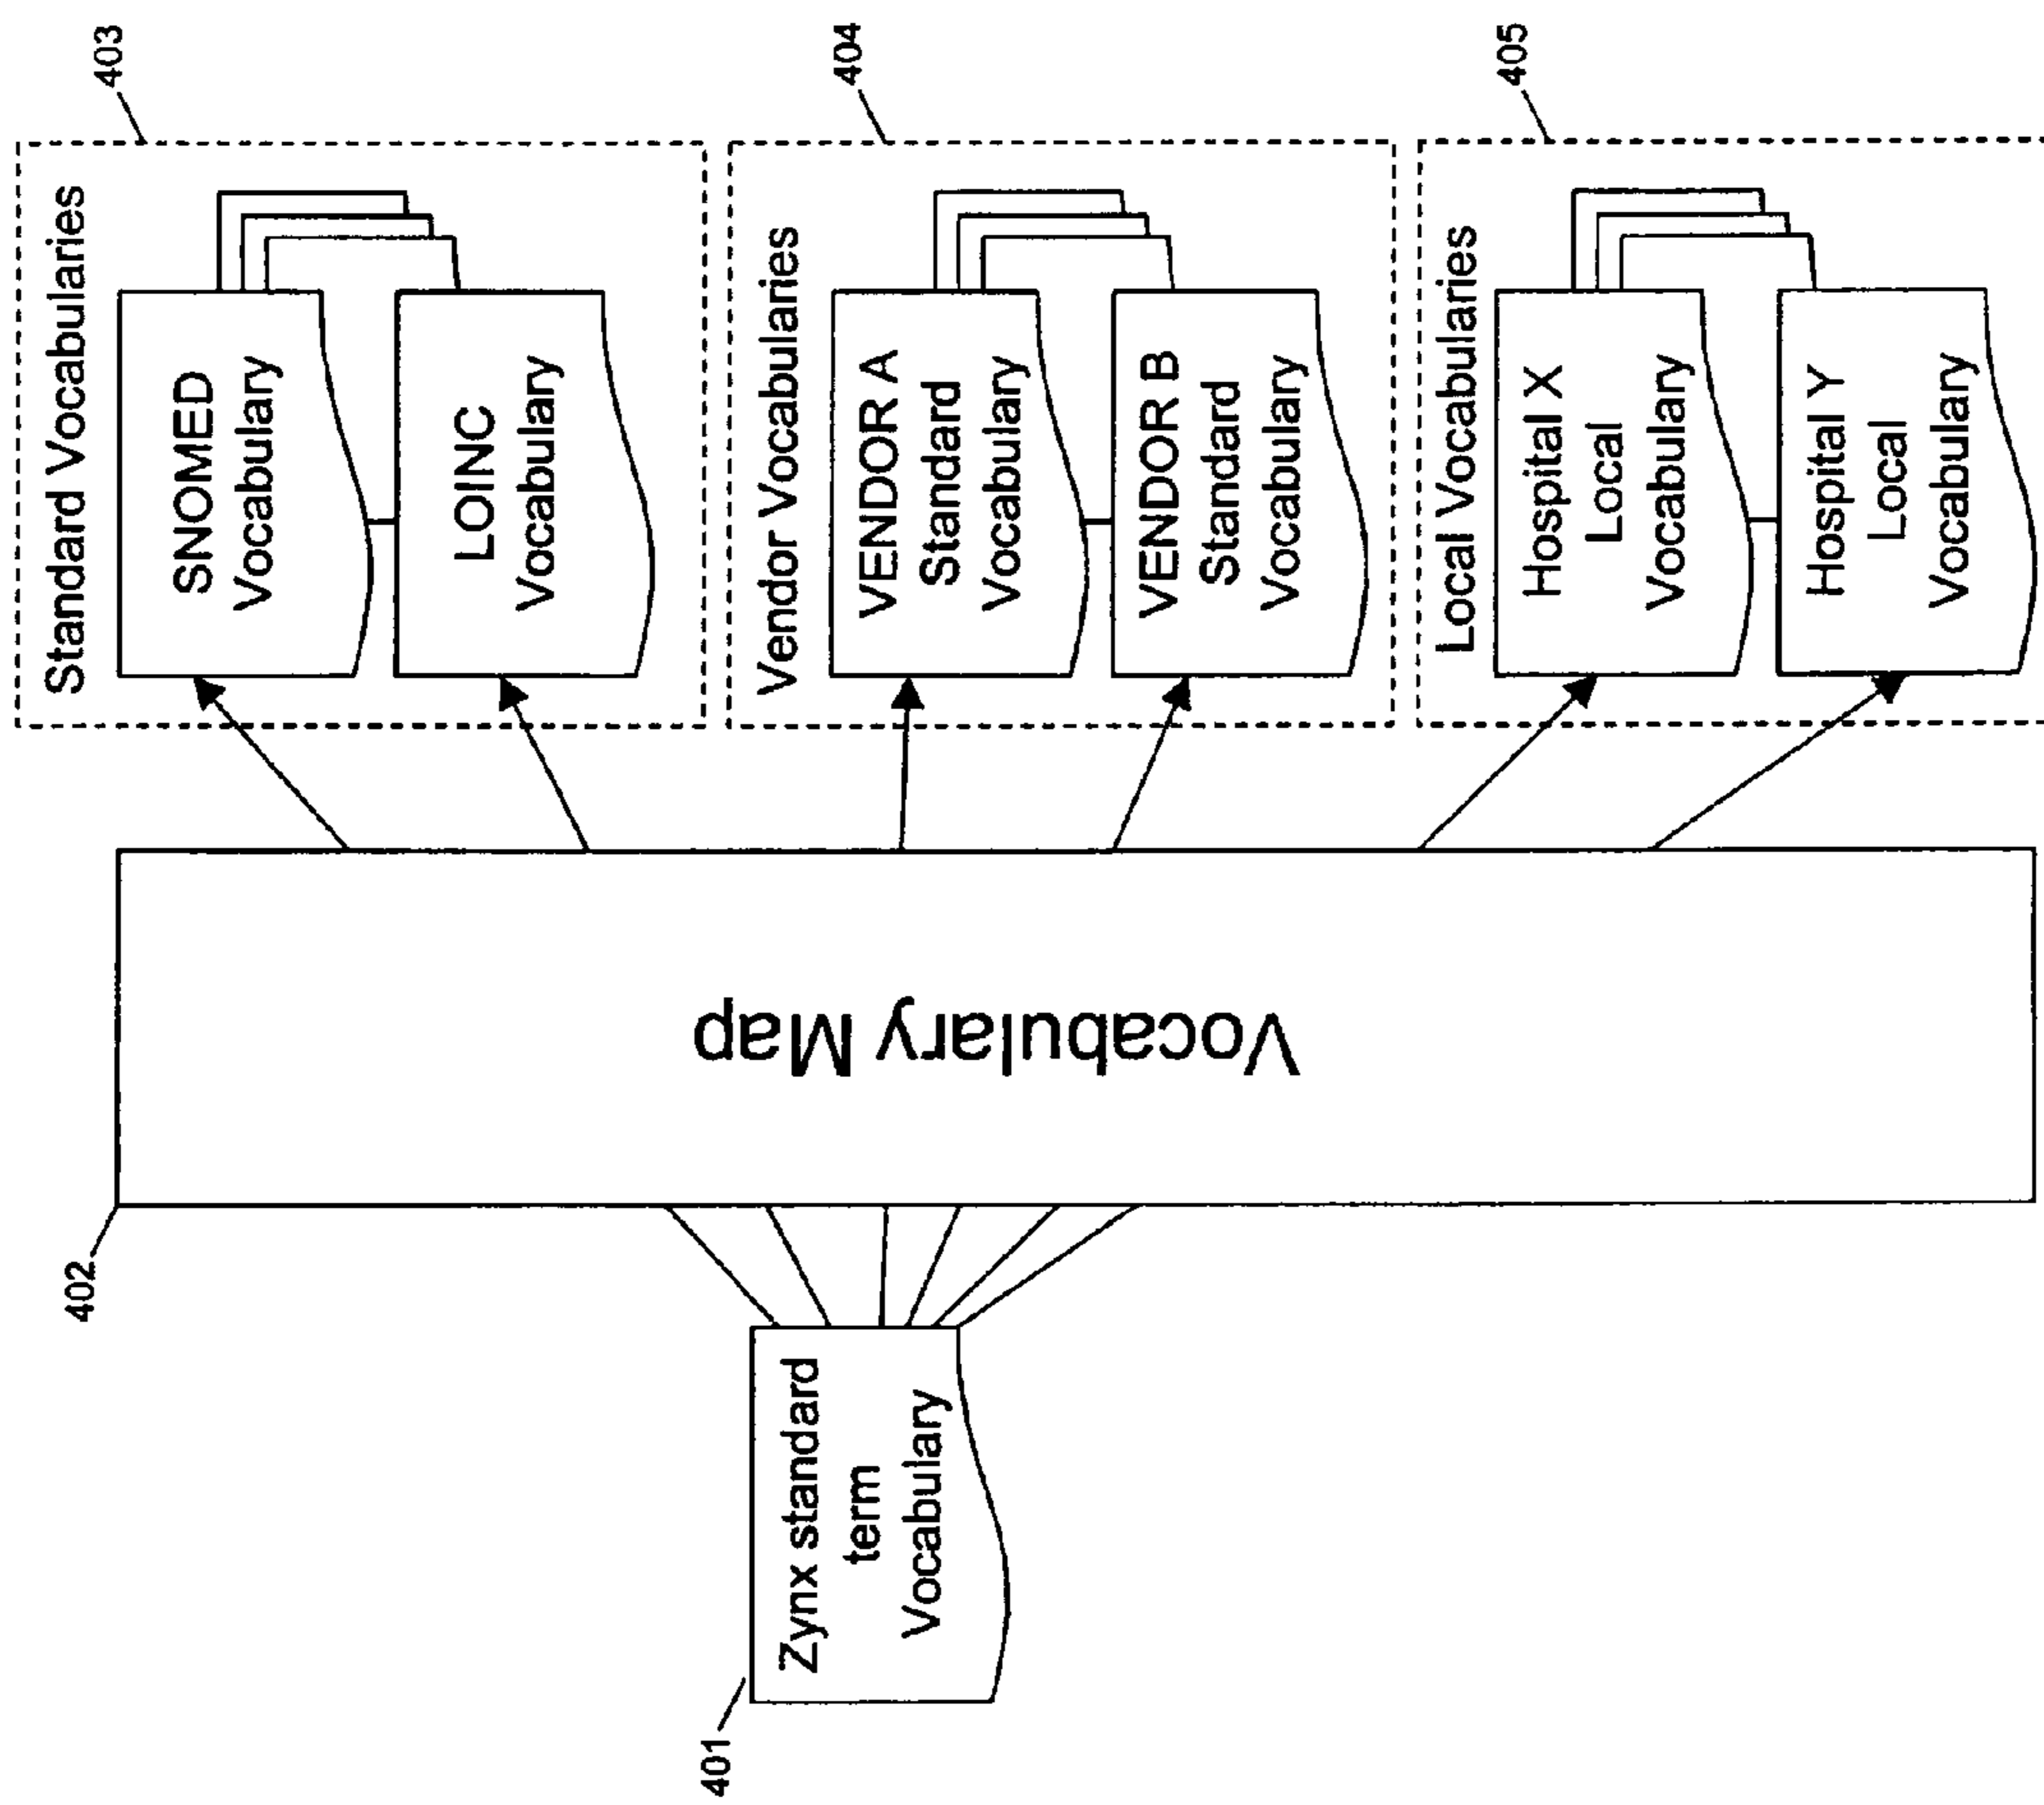 401
Zynx standard
term
Vocabulary
402
Vocabulary Map
403
Standard Vocabularies
SNOMED
Vocabulary
LOINC
Vocabulary
404
Vendor Vocabularies
VENDOR A
Standard
Vocabulary
VENDOR B
Standard
Vocabulary
405
Local Vocabularies
Hospital X
Local
Vocabulary
Hospital Y
Local
Vocabulary